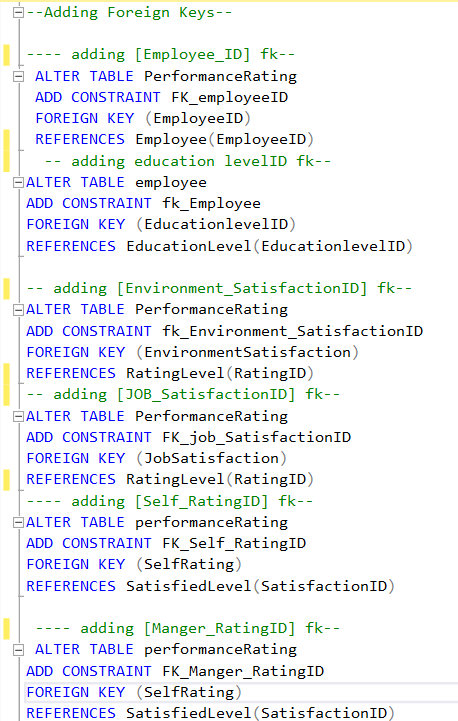 --Adding Foreign Keys--
---- adding [Employee_ID] fk--
ALTER TABLE PerformanceRating
ADD CONSTRAINT FK_employeeID
FOREIGN KEY (EmployeeID)
REFERENCES Employee(EmployeeID)
-- adding education levelID fk--
ALTER TABLE employee
ADD CONSTRAINT fk_Employee
FOREIGN KEY (EducationlevelID)
REFERENCES EducationLevel(EducationlevelID)
-- adding [Environment_SatisfactionID] fk--
ALTER TABLE PerformanceRating
ADD CONSTRAINT fk_Environment_SatisfactionID
FOREIGN KEY (EnvironmentSatisfaction)
REFERENCES RatingLevel(RatingID)
-- adding [JOB_SatisfactionID] fk--
ALTER TABLE PerformanceRating
ADD CONSTRAINT FK_job_SatisfactionID
FOREIGN KEY (JobSatisfaction)
REFERENCES RatingLevel(RatingID)
---- adding [Self_RatingID] fk--
ALTER TABLE performanceRating
ADD CONSTRAINT FK_Self_RatingID
FOREIGN KEY (SelfRating)
REFERENCES SatisfiedLevel(SatisfactionID)
---- adding [Manger_RatingID] fk--
ALTER TABLE performanceRating
ADD CONSTRAINT FK_Manger_RatingID
FOREIGN KEY (SelfRating)
REFERENCES SatisfiedLevel(SatisfactionID)